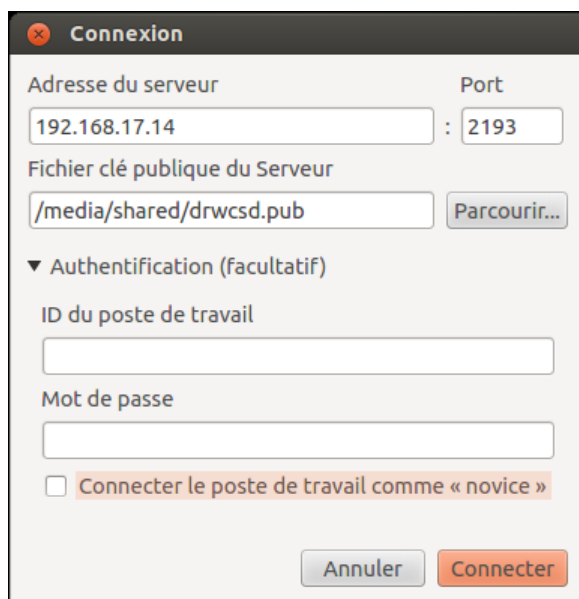 Connexion
Adresse du serveur Port
192.168.17.14 : 2193
Fichier clé publique du Serveur
/media/shared/drwcsd.pub Parcourir...
Authentification (facultatif)
ID du poste de travail
Mot de passe
Connecter le poste de travail comme « novice »
Annuler Connecter